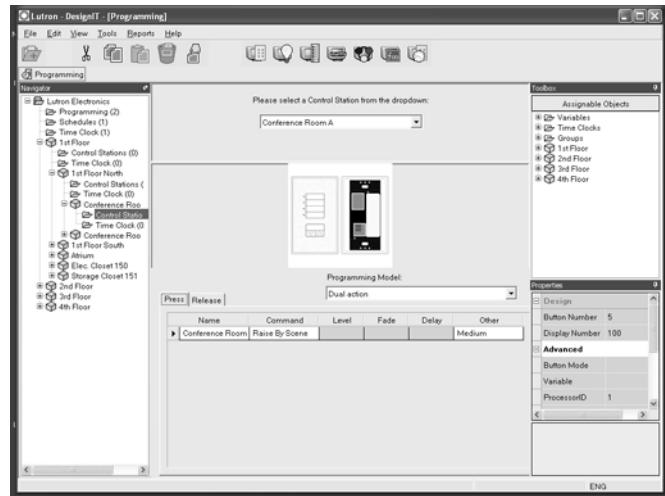 Lutron - DesignIT - [Programming]
File Edit View Tools Reports Help
Programming
Navigator
Lutron Electronics
Programming (2)
Schedules (1)
Time Clock (1)
1st Floor
Control Stations (0)
Time Clock (0)
1st Floor North
Control Stations (
Time Clock (0)
Conference Roo
Control Statio
Time Clock (0
Conference Roo
1st Floor South
Atrium
Elec. Closet 150
Storage Closet 151
2nd Floor
3rd Floor
4th Floor
Please select a Control Station from the dropdown:
Conference Room A
Programming Model:
Dual action
Press Release
Name Command Level Fade Delay Other
Conference Room Raise By Scene Medium
Toolbox
Assignable Objects
Variables
Time Clocks
Groups
1st Floor
2nd Floor
3rd Floor
4th Floor
Properties
Design
Button Number 5
Display Number 100
Advanced
Button Mode
Variable
ProcessorID 1
ENG